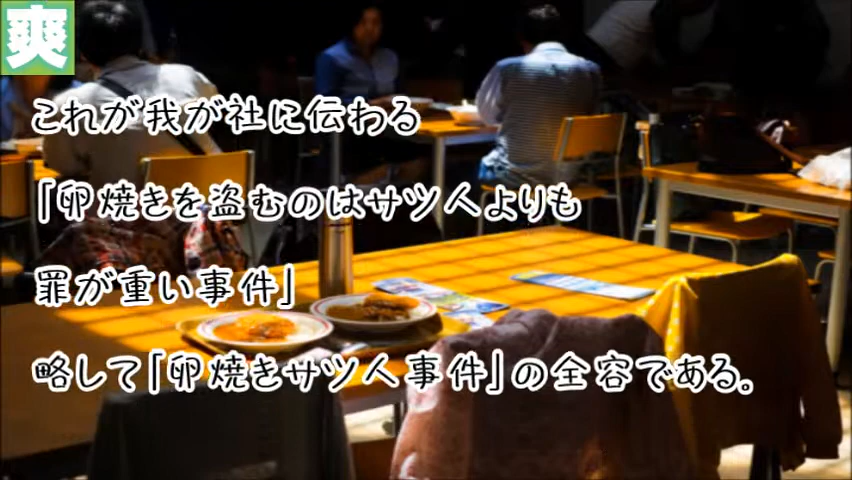 爽
これが我が社に伝わる
「卵焼きを盗むのはサツ人よりも
罪が重い事件」
略して「卵焼きサツ人事件」の全容である。